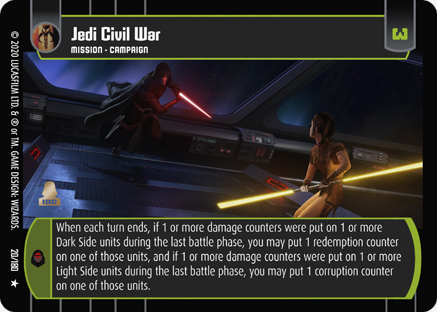 Jedi Civil War
MISSION - CAMPAIGN
3
© 2020 LUCASFILM LTD. & ® or TM. GAME DESIGN: WIZARDS.
IDC
When each turn ends, if 1 or more damage counters were put on 1 or more
Dark Side units during the last battle phase, you may put 1 redemption counter
on one of those units, and if 1 or more damage counters were put on 1 or more
Light Side units during the last battle phase, you may put 1 corruption counter
on one of those units.